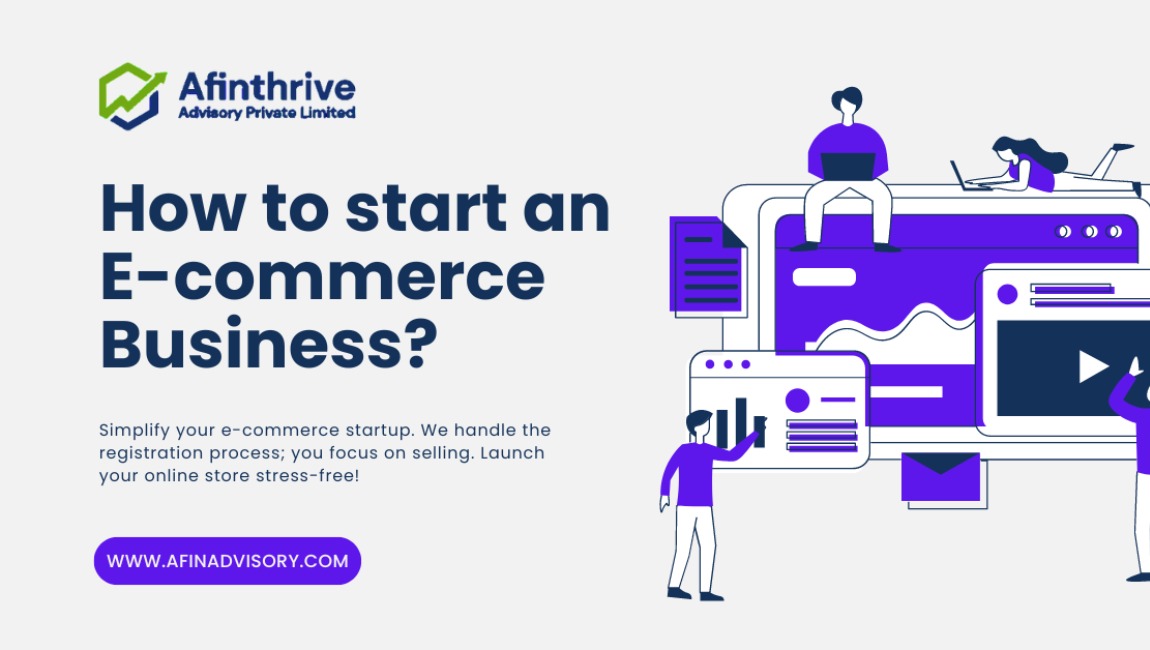 Afinthrive
Advisory Private Limited
How to start an
E-commerce
Business?
Simplify your e-commerce startup. We handle the
registration process; you focus on selling. Launch
your online store stress-free!
WWW.AFINADVISORY.COM